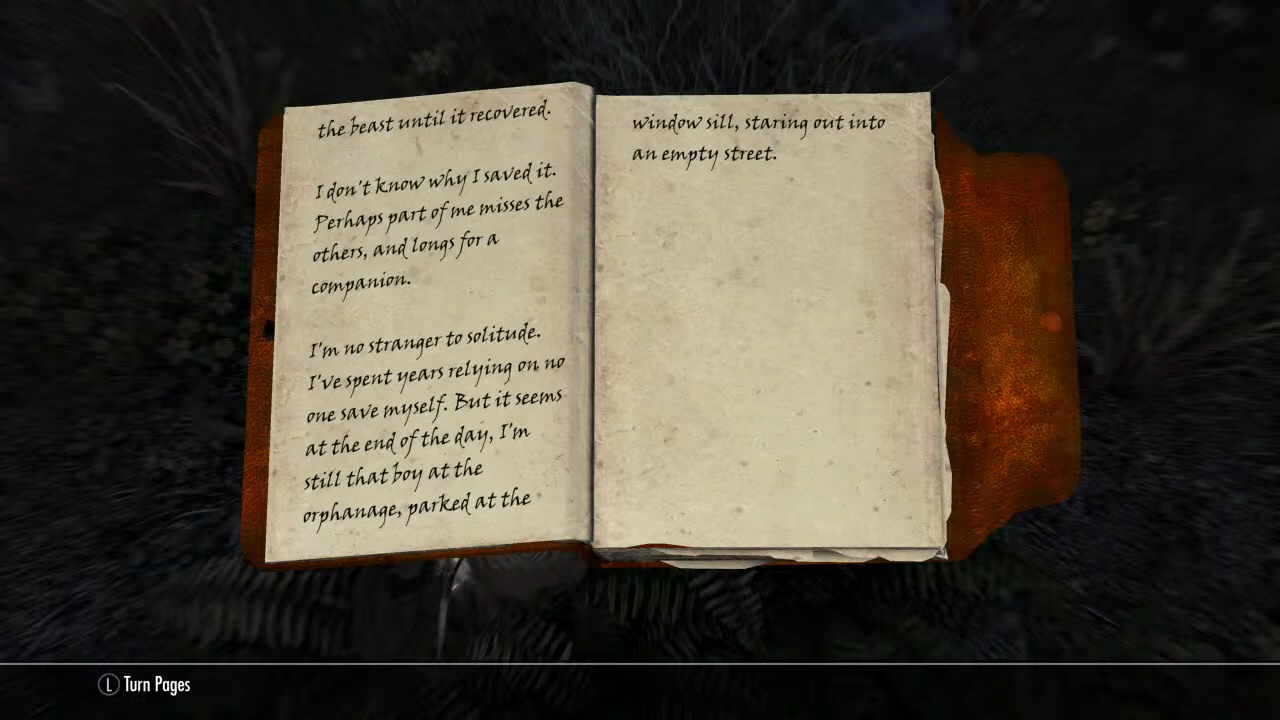 the beast until it recovered.
I don't know why I saved it.
Perhaps part of me misses the
others, and longs for a
companion.
I'm no stranger to solitude.
I've spent years relying on no
one save myself. But it seems
at the end of the day, I'm
still that boy at the
orphanage, parked at the
window sill, staring out into
an empty street.
L Turn Pages